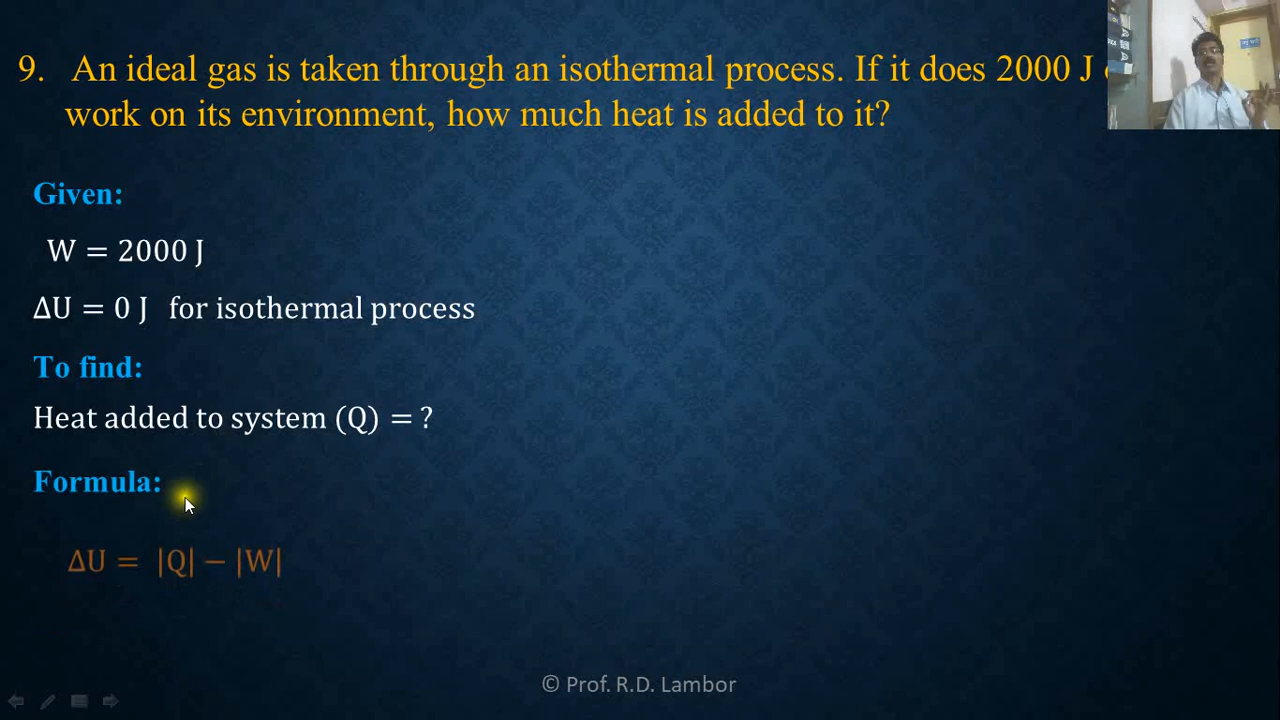 9. An ideal gas is taken through an isothermal process. If it does 2000 J
work on its environment, how much heat is added to it?
Given:
W = 2000 J
ΔU = 0 J for isothermal process
To find:
Heat added to system (Q) = ?
Formula:
ΔU = |Q| − |W|
© Prof. R.D. Lambor